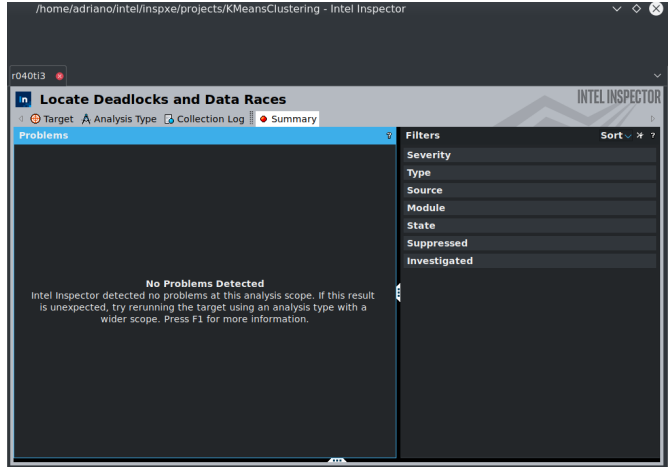 /home/adriano/intel/inspxe/projects/KMeansClustering - Intel Inspector
r040ti3
in. Locate Deadlocks and Data Races
INTEL INSPECTOR
Target Analysis Type Collection Log Summary
Problems ?
Filters Sort ?
Severity
Type
Source
Module
State
Suppressed
Investigated
No Problems Detected
Intel Inspector detected no problems at this analysis scope. If this result
is unexpected, try rerunning the target using an analysis type with a
wider scope. Press F1 for more information.